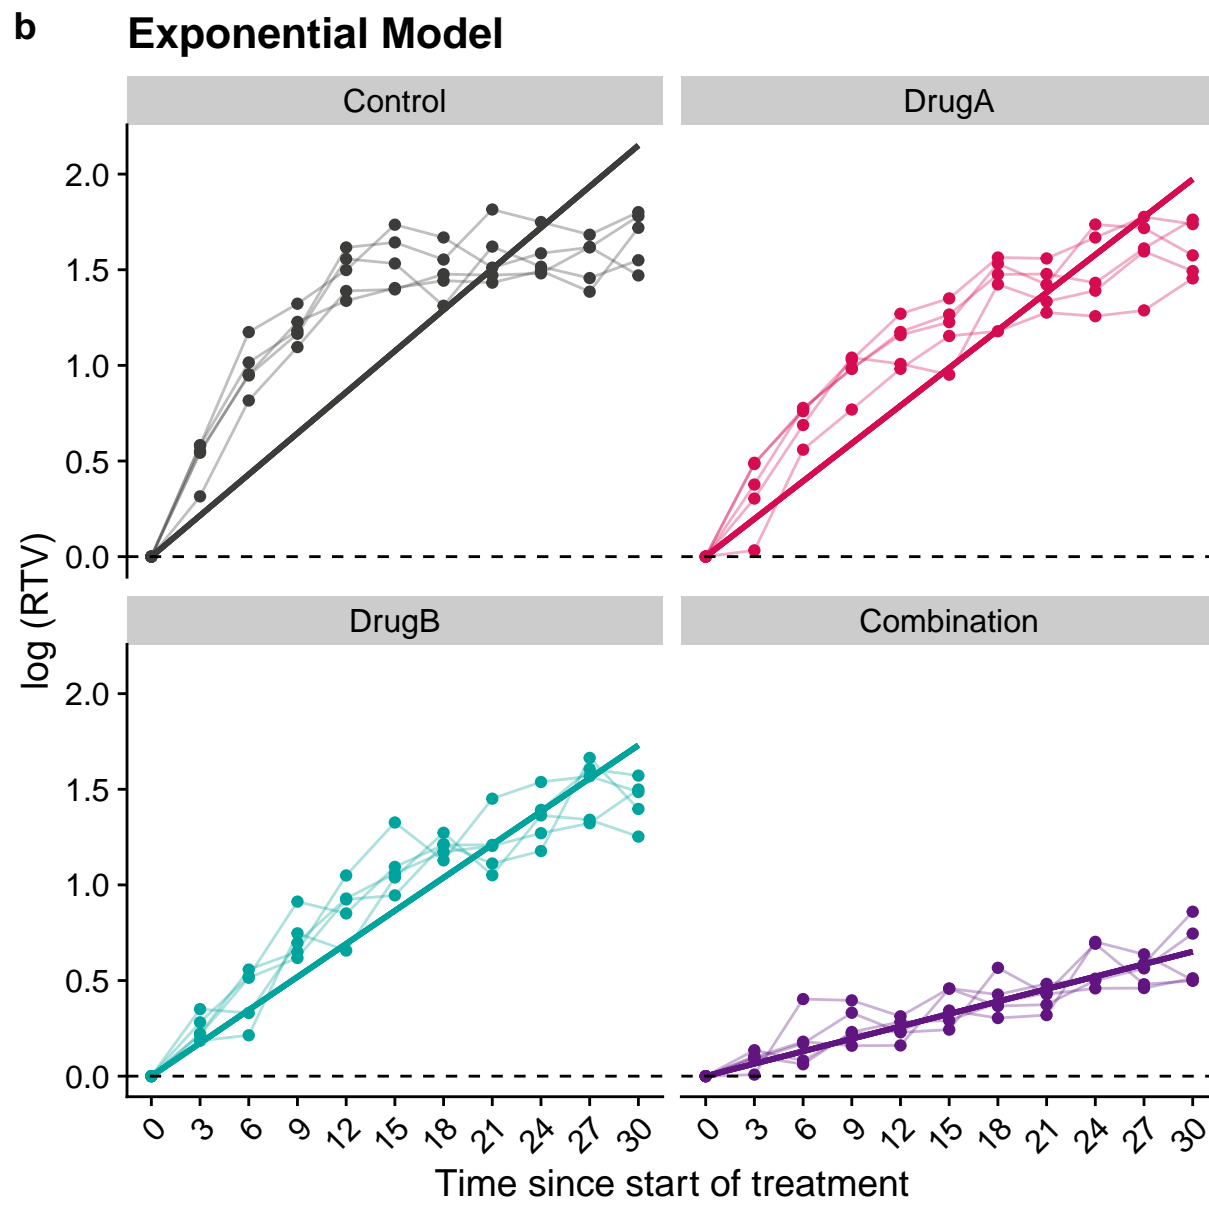 b Exponential Model
Control DrugA
2.0
1.5
1.0
0.5
0.0
DrugB Combination
2.0
1.5
1.0
0.5
0.0
log (RTV)
0 3 6 9 12 15 18 21 24 27 30 0 3 6 9 12 15 18 21 24 27 30
Time since start of treatment